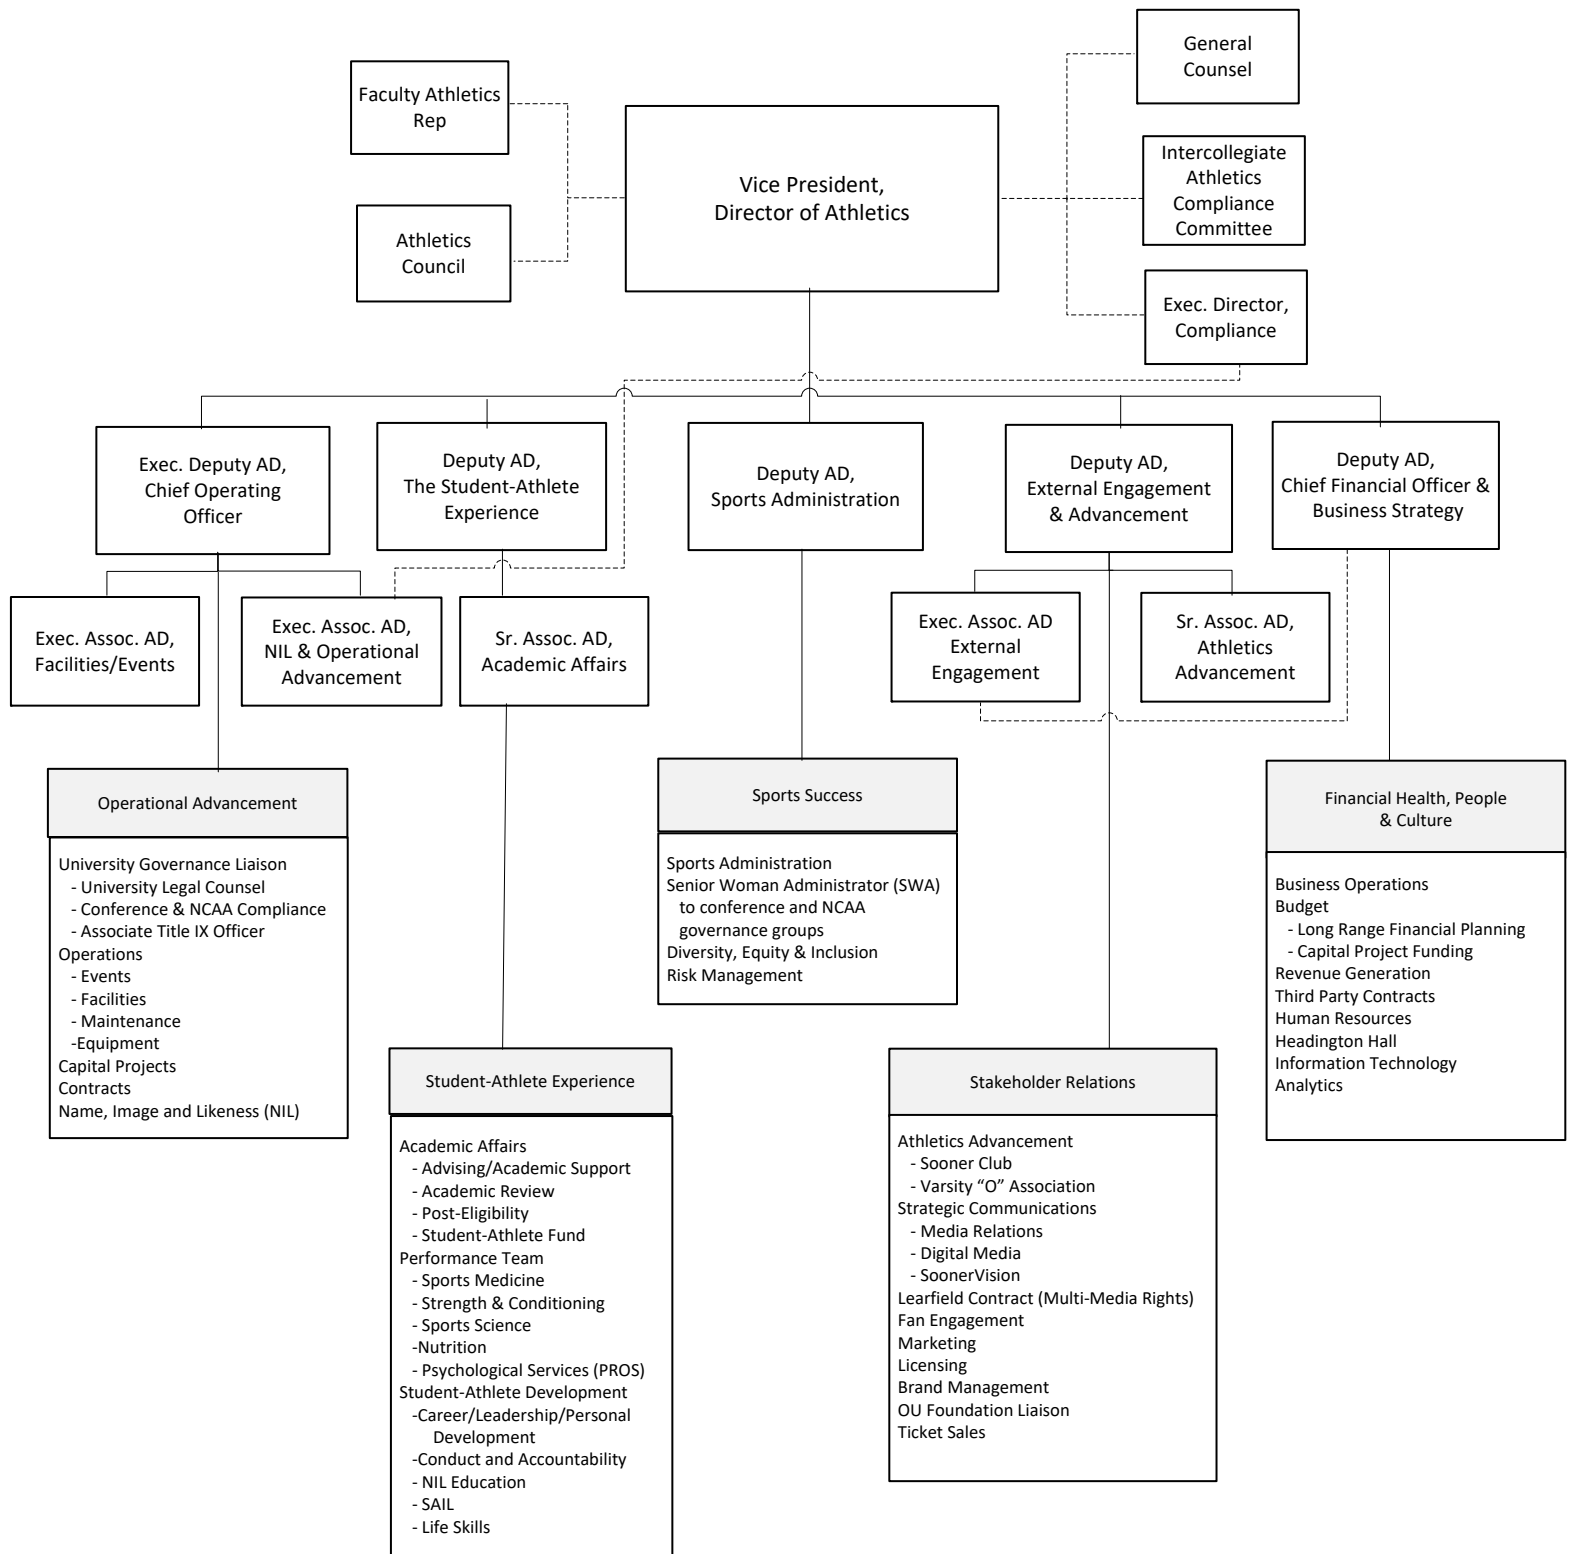 General
Counsel
Faculty Athletics
Rep
Vice President,
Director of Athletics
Intercollegiate
Athletics
Compliance
Committee
Athletics
Council
Exec. Director,
Compliance
Exec. Deputy AD,
Chief Operating
Officer
Deputy AD,
The Student-Athlete
Experience
Deputy AD,
Sports Administration
Deputy AD,
External Engagement
& Advancement
Deputy AD,
Chief Financial Officer &
Business Strategy
Exec. Assoc. AD,
Facilities/Events
Exec. Assoc. AD,
NIL & Operational
Advancement
Sr. Assoc. AD,
Academic Affairs
Exec. Assoc. AD
External
Engagement
Sr. Assoc. AD,
Athletics
Advancement
Operational Advancement
University Governance Liaison
- University Legal Counsel
- Conference & NCAA Compliance
- Associate Title IX Officer
Operations
- Events
- Facilities
- Maintenance
-Equipment
Capital Projects
Contracts
Name, Image and Likeness (NIL)
Student-Athlete Experience
Academic Affairs
- Advising/Academic Support
- Academic Review
- Post-Eligibility
- Student-Athlete Fund
Performance Team
- Sports Medicine
- Strength & Conditioning
- Sports Science
-Nutrition
- Psychological Services (PROS)
Student-Athlete Development
-Career/Leadership/Personal
Development
-Conduct and Accountability
- NIL Education
- SAIL
- Life Skills
Sports Success
Sports Administration
Senior Woman Administrator (SWA)
to conference and NCAA
governance groups
Diversity, Equity & Inclusion
Risk Management
Stakeholder Relations
Athletics Advancement
- Sooner Club
- Varsity “O” Association
Strategic Communications
- Media Relations
- Digital Media
- SoonerVision
Learfield Contract (Multi-Media Rights)
Fan Engagement
Marketing
Licensing
Brand Management
OU Foundation Liaison
Ticket Sales
Financial Health, People
& Culture
Business Operations
Budget
- Long Range Financial Planning
- Capital Project Funding
Revenue Generation
Third Party Contracts
Human Resources
Headington Hall
Information Technology
Analytics